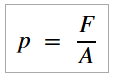 p = F/A